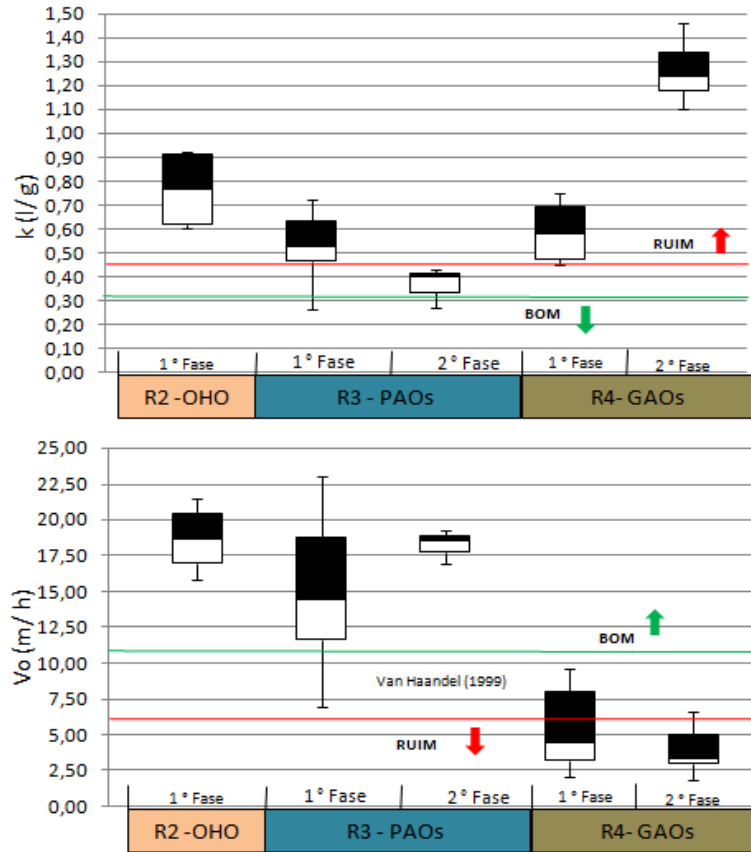 1,50
1,40
1,30
1,20
1,10
1,00
0,90
0,80
0,70
0,60
0,50
0,40
0,30
0,20
0,10
0,00
k (l/ g)
RUIM
BOM
1° Fase
1° Fase
2° Fase
1° Fase
2° Fase
R2 -OHO
R3 - PAOs
R4- GAOs
25,00
22,50
20,00
17,50
15,00
12,50
10,00
7,50
5,00
2,50
0,00
Vo (m/ h)
BOM
Van Haandel (1999)
RUIM
1° Fase
1° Fase
2° Fase
1° Fase
2° Fase
R2 -OHO
R3 - PAOs
R4- GAOs